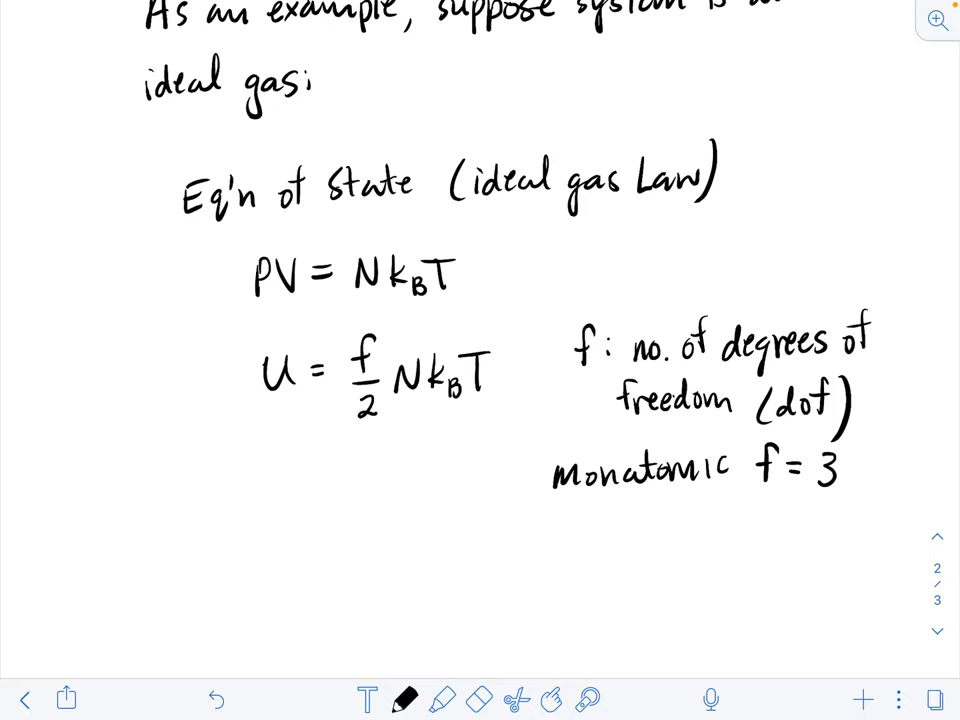 As an example, suppose system is
ideal gas:
Eq'n of state (ideal gas Law)
PV = Nk_BT
U = f/2 Nk_BT
f: no. of degrees of
freedom (dof)
monatomic f = 3
2
/
3
T